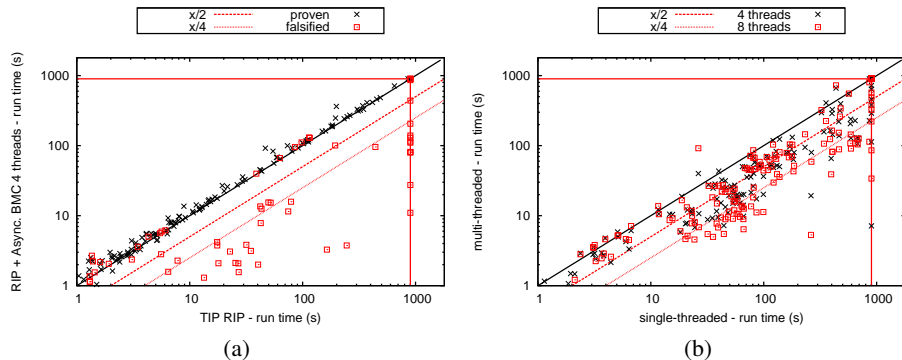 x/2 proven
x/4 falsified
RIP + Async. BMC 4 threads - run time (s)
1000
100
10
1
1 10 100 1000
TIP RIP - run time (s)
(a)
x/2 4 threads
x/4 8 threads
multi-threaded - run time (s)
1000
100
10
1
1 10 100 1000
single-threaded - run time (s)
(b)